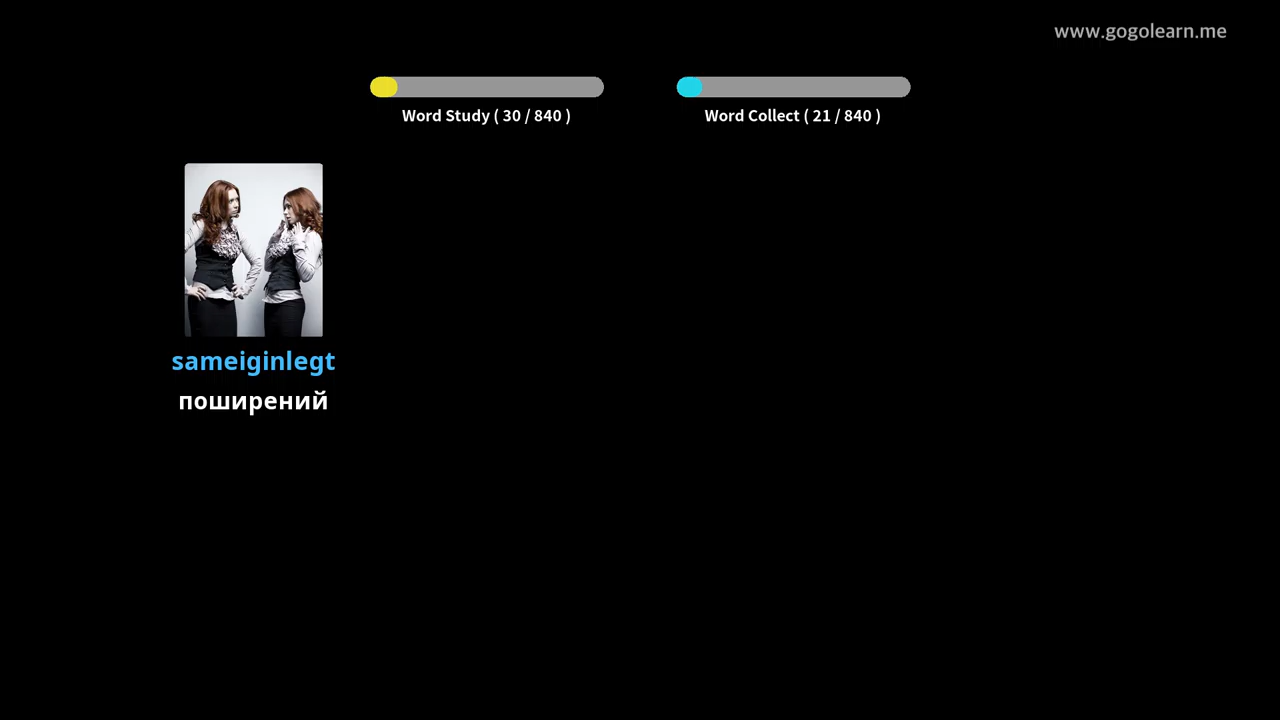 www.gogolearn.me
Word Study ( 30 / 840 )
Word Collect ( 21 / 840 )
sameiginlegt
поширений